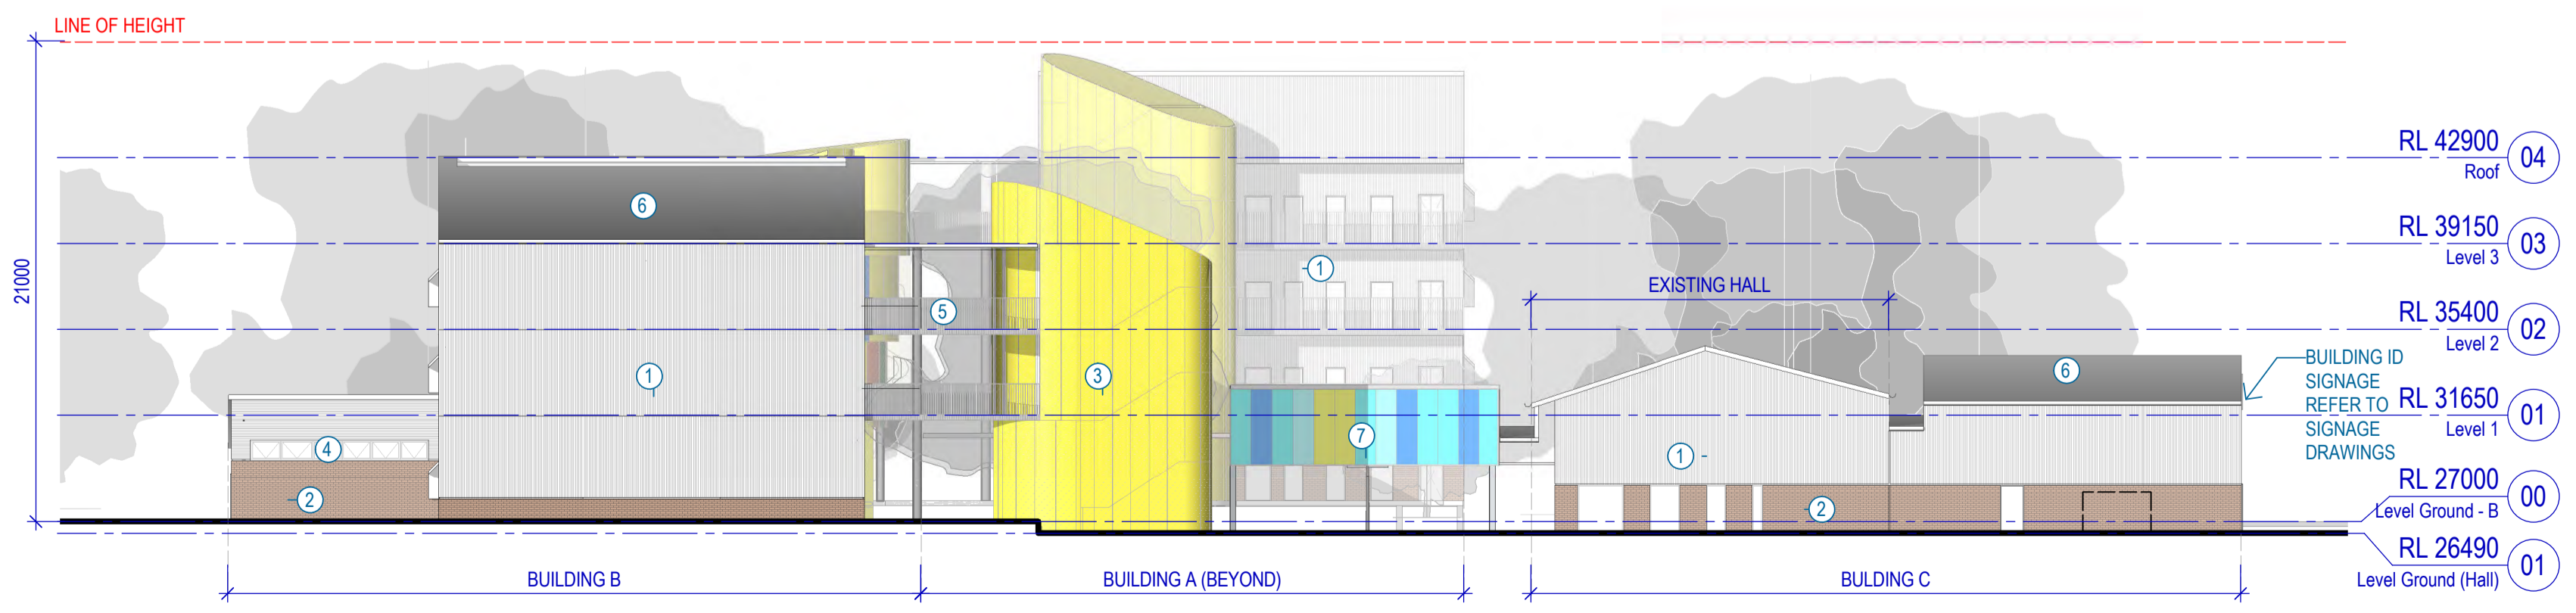 LINE OF HEIGHT
21000
RL 42900
Roof
04
6
RL 39150
Level 3
03
1
EXISTING HALL
5
RL 35400
Level 2
02
BUILDING ID
SIGNAGE
REFER TO
SIGNAGE
DRAWINGS
6
1
3
RL 31650
Level 1
01
7
4
1
2
2
RL 27000
Level Ground - B
00
RL 26490
Level Ground (Hall)
01
BUILDING B
BUILDING A (BEYOND)
BULDING C